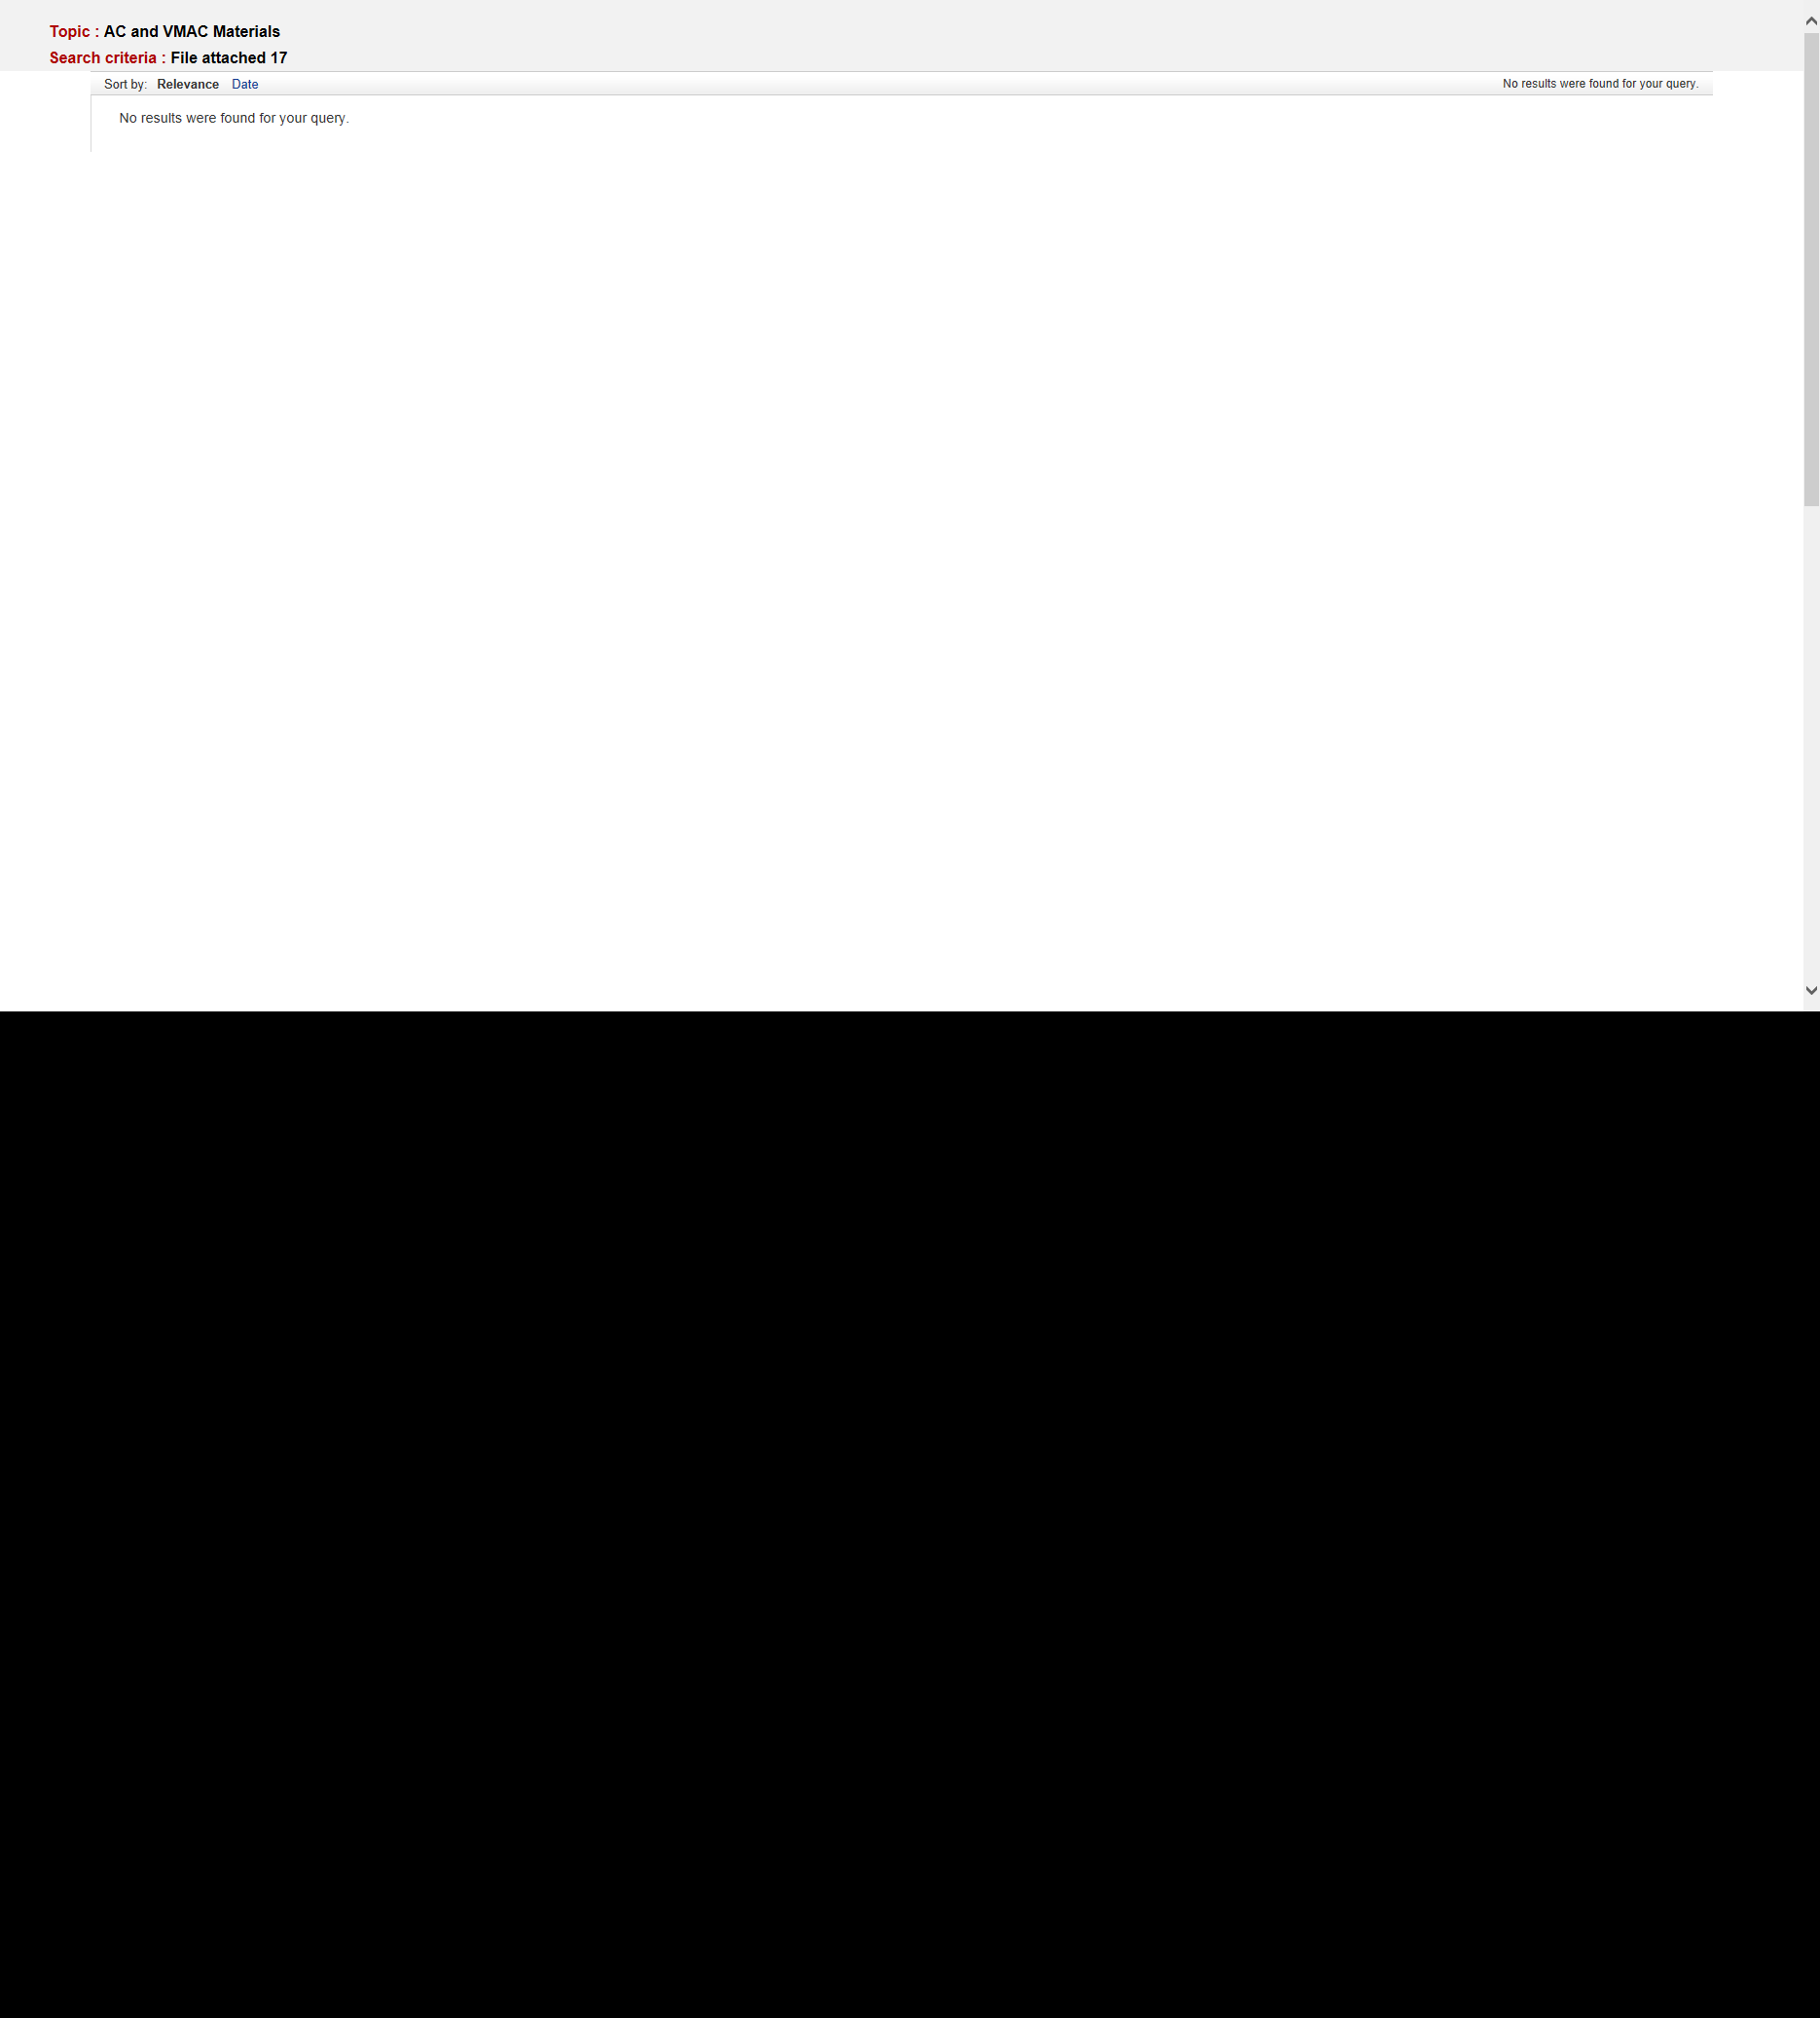 Topic : AC and VMAC Materials
Search criteria : File attached 17
Sort by: Relevance Date No results were found for your query.
No results were found for your query.